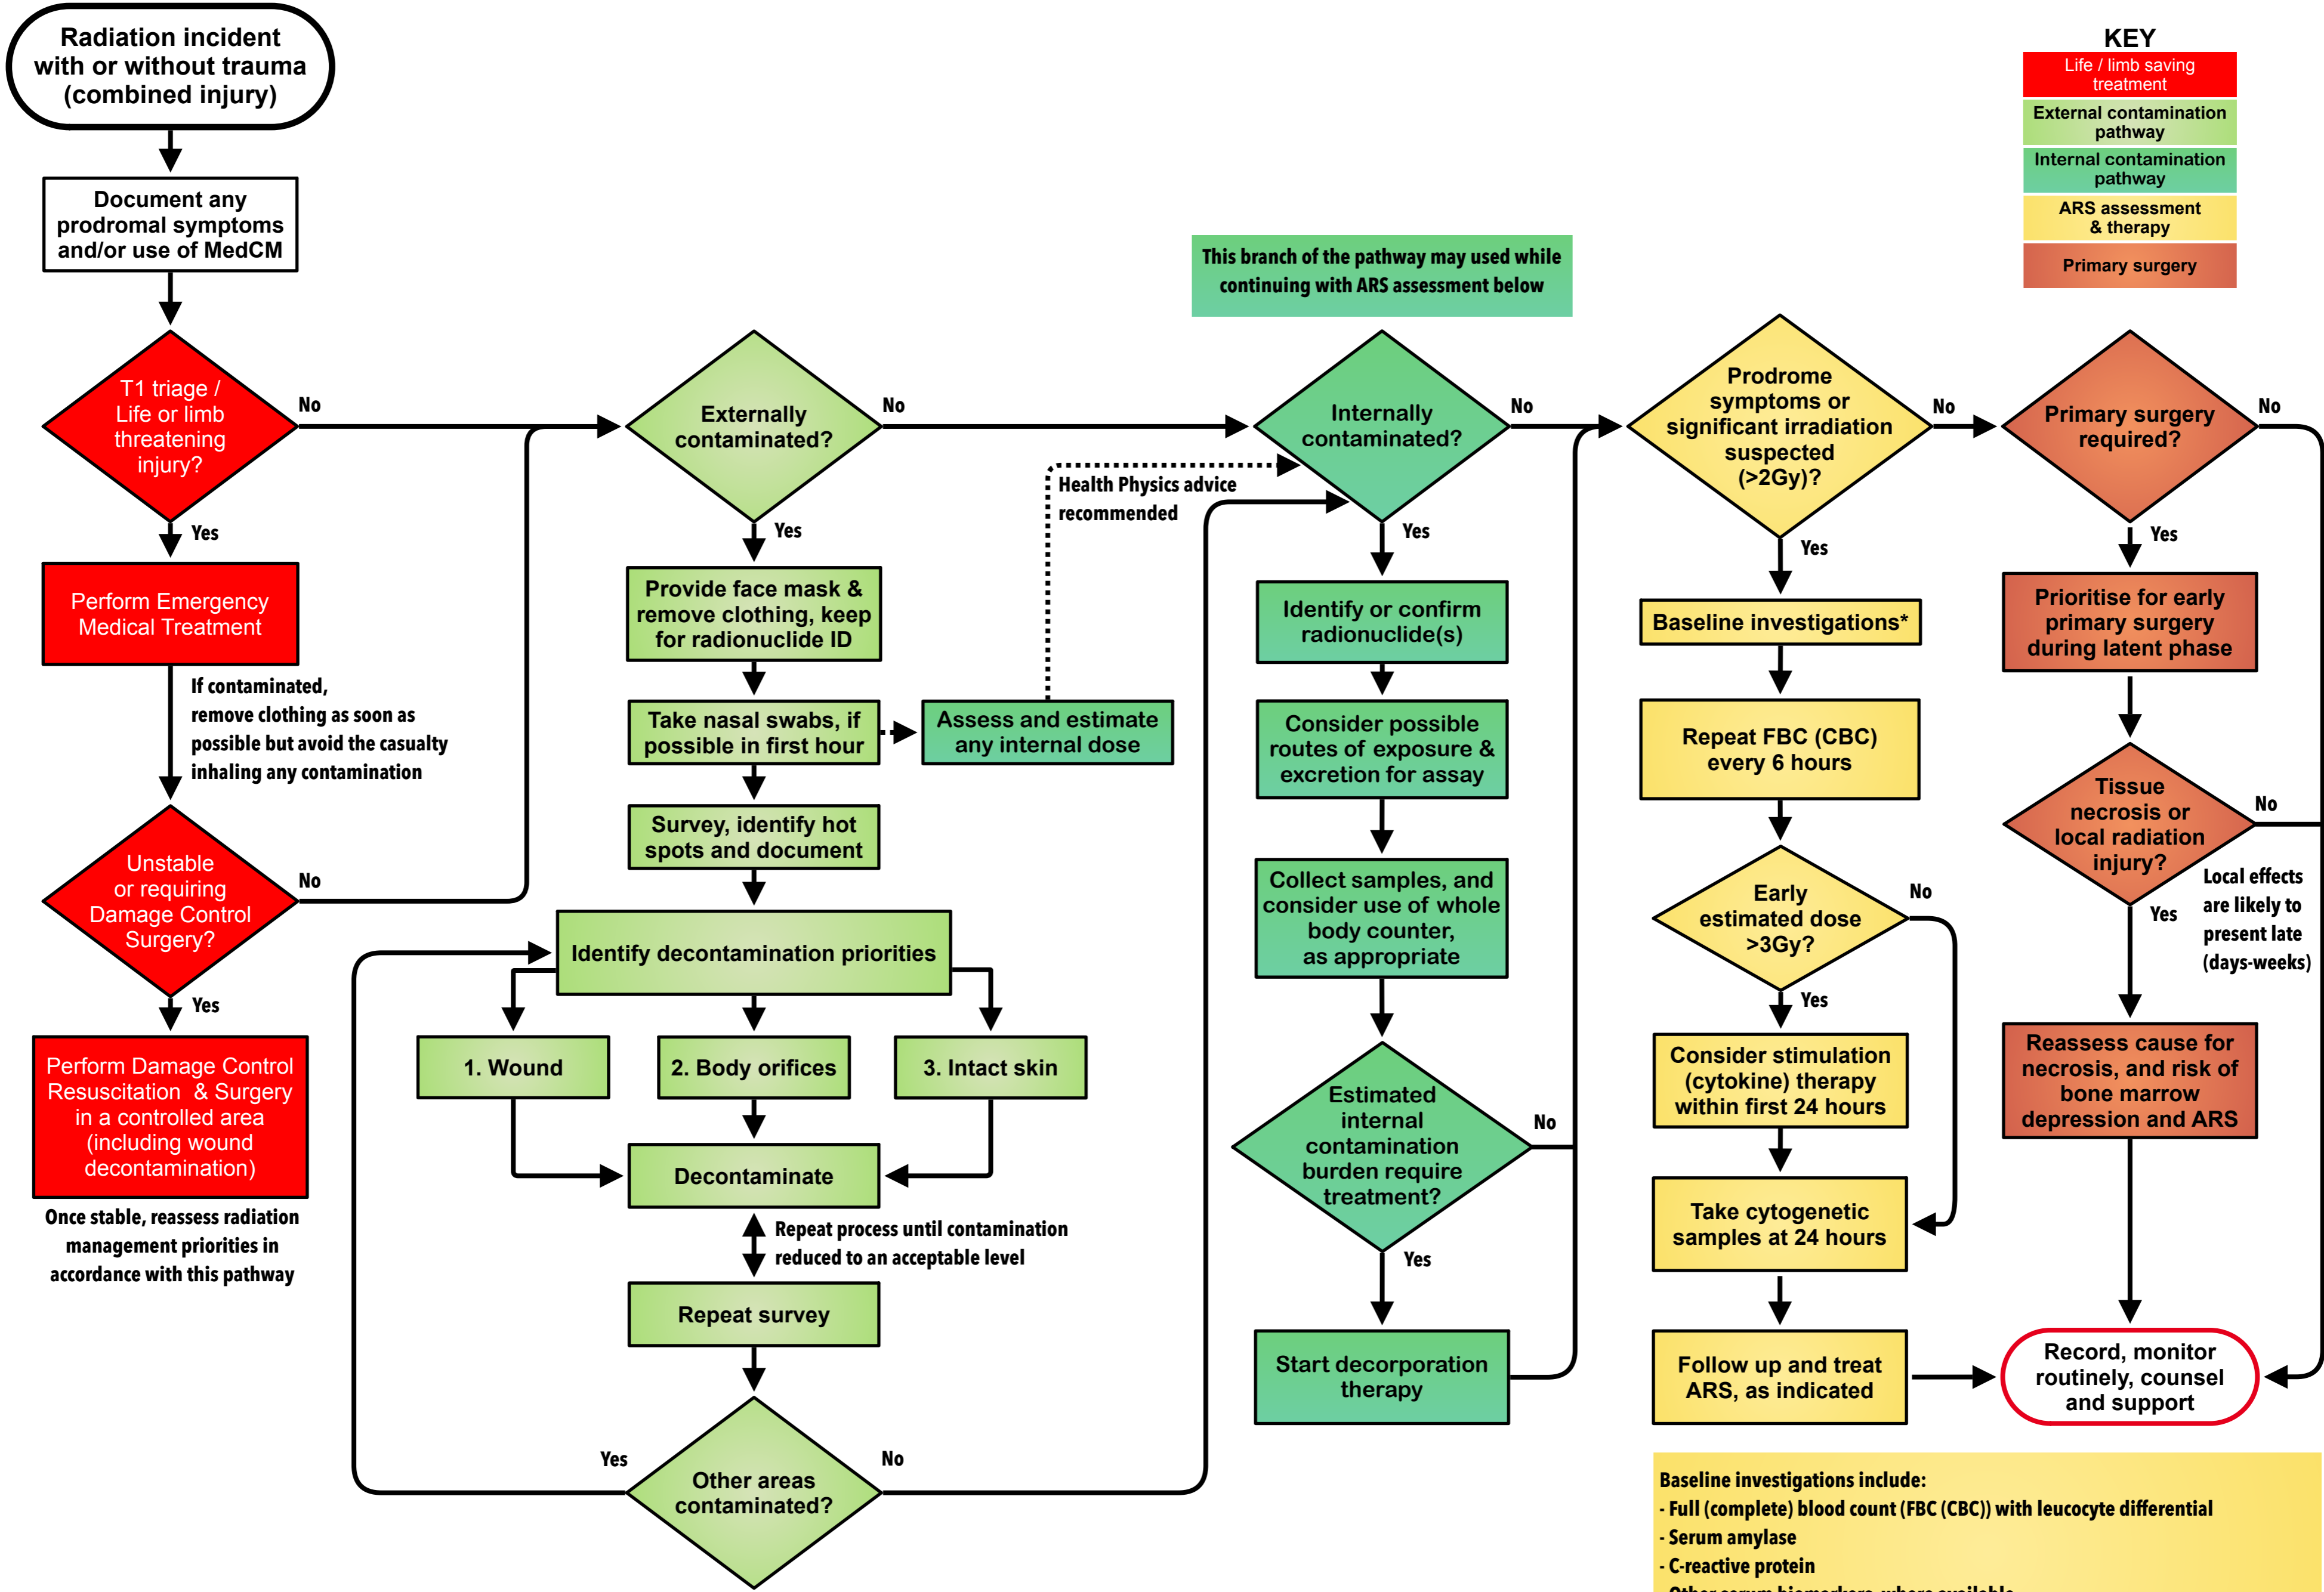 Radiation incident
with or without trauma
(combined injury)
Document any
prodromal symptoms
and/or use of MedCM
T1 triage /
Life or limb
threatening
injury?
No
Yes
Perform Emergency
Medical Treatment
If contaminated,
remove clothing as soon as
possible but avoid the casualty
inhaling any contamination
Unstable
or requiring
Damage Control
Surgery?
No
Yes
Perform Damage Control
Resuscitation & Surgery
in a controlled area
(including wound
decontamination)
Once stable, reassess radiation
management priorities in
accordance with this pathway
Externally
contaminated?
No
Yes
Provide face mask &
remove clothing, keep
for radionuclide ID
Take nasal swabs, if
possible in first hour
Assess and estimate
any internal dose
Health Physics advice
recommended
Survey, identify hot
spots and document
Identify decontamination priorities
1. Wound
2. Body orifices
3. Intact skin
Decontaminate
Repeat process until contamination
reduced to an acceptable level
Repeat survey
Other areas
contaminated?
Yes
No
This branch of the pathway may used while
continuing with ARS assessment below
Internally
contaminated?
No
Yes
Identify or confirm
radionuclide(s)
Consider possible
routes of exposure &
excretion for assay
Collect samples, and
consider use of whole
body counter,
as appropriate
Estimated
internal
contamination
burden require
treatment?
No
Yes
Start decorporation
therapy
Prodrome
symptoms or
significant irradiation
suspected
(>2Gy)?
No
Yes
Baseline investigations*
Repeat FBC (CBC)
every 6 hours
Early
estimated dose
>3Gy?
No
Yes
Consider stimulation
(cytokine) therapy
within first 24 hours
Take cytogenetic
samples at 24 hours
Follow up and treat
ARS, as indicated
KEY
Life / limb saving
treatment
External contamination
pathway
Internal contamination
pathway
ARS assessment
& therapy
Primary surgery
Primary surgery
required?
No
Yes
Prioritise for early
primary surgery
during latent phase
Tissue
necrosis or
local radiation
injury?
No
Yes
Local effects
are likely to
present late
(days-weeks)
Reassess cause for
necrosis, and risk of
bone marrow
depression and ARS
Record, monitor
routinely, counsel
and support
Baseline investigations include:
- Full (complete) blood count (FBC (CBC)) with leucocyte differential
- Serum amylase
- C-reactive protein
- Other serum biomarkers, where available